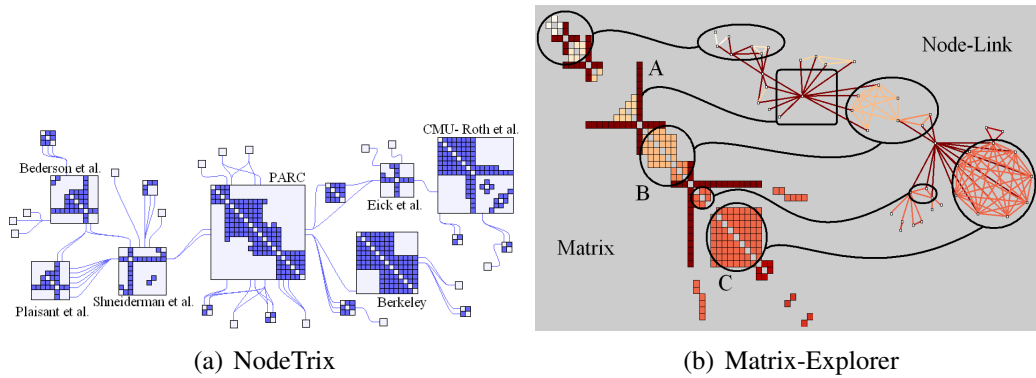 CMU- Roth et al.
Bederson et al.
PARC
Eick et al.
Plaisant et al.
Shneiderman et al.
Berkeley
(a) NodeTrix
Node-Link
A
B
Matrix
C
(b) Matrix-Explorer